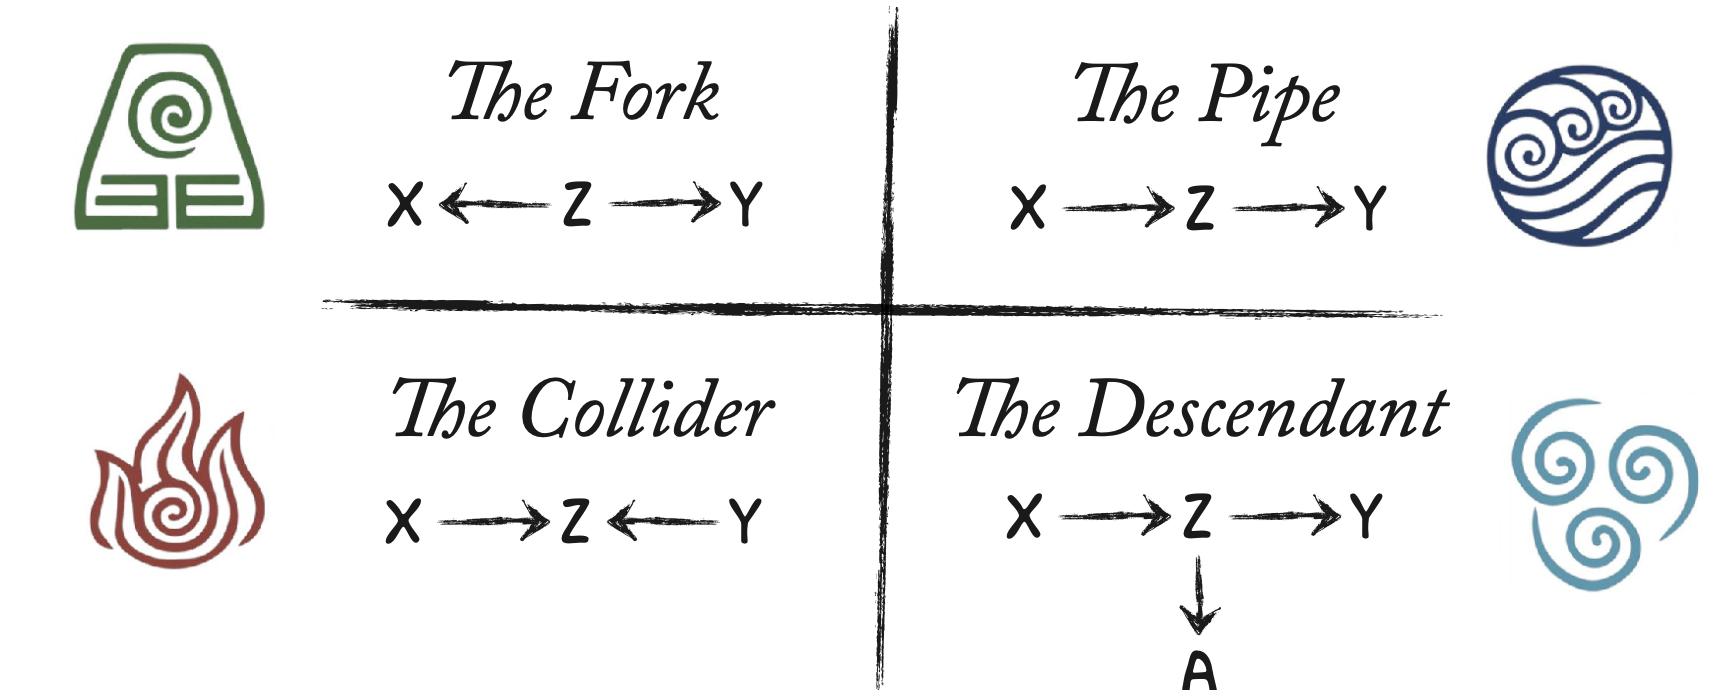 The Fork
X ← Z → Y
The Pipe
X → Z → Y
The Collider
X → Z ← Y
The Descendant
X → Z → Y
↓
A